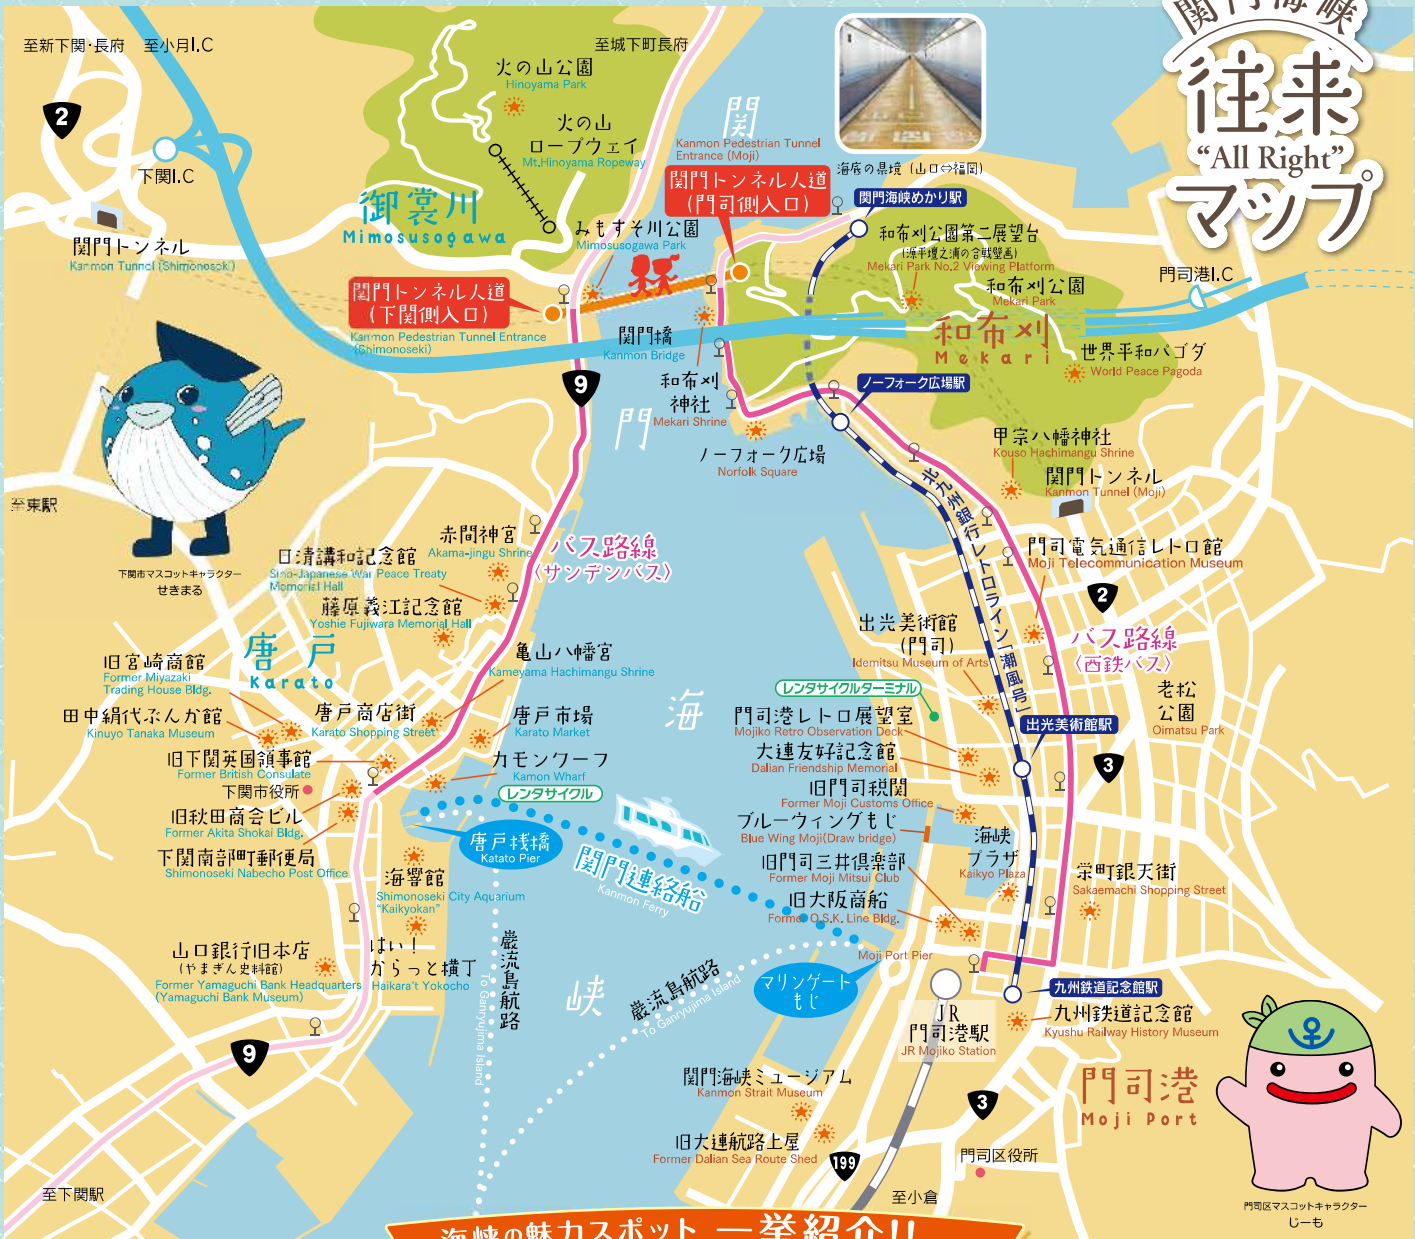 関門海峡
往来
“All Right”
マップ
至新下関・長府
至小月I.C
2
下関I.C
関門トンネル
Kanmon Tunnel (Shimonoseki)
火の山公園
Hinoyama Park
至城下町長府
火の山
ロープウェイ
Mt.Hinoyama Ropeway
御裳川
Mimosusogawa
みもすそ川公園
Mimosusogawa Park
関門トンネル人道
(下関側入口)
Kanmon Pedestrian Tunnel Entrance
(Shimonoseki)
関
Kanmon Pedestrian Tunnel
Entrance (Moji)
関門トンネル人道
(門司側入口)
海底の県境 (山口⇔福岡)
関門海峡めかり駅
和布刈公園第二展望台
(源平壇之浦の合戦壁画)
Mekari Park No.2 Viewing Platform
和布刈公園
Mekari Park
和布刈
Mekari
門司港I.C
世界平和パゴダ
World Peace Pagoda
関門橋
Kanmon Bridge
和布刈
神社
Mekari Shrine
9
門
ノーフォーク広場駅
ノーフォーク広場
Norfolk Square
甲宗八幡神社
Kouso Hachimangu Shrine
関門トンネル
Kanmon Tunnel (Moji)
至東駅
下関市マスコットキャラクター
せきまる
赤間神宮
Akama-jingu Shrine
日清講和記念館
Sino-Japanese War Peace Treaty
Memorial Hall
藤原義江記念館
Yoshie Fujiwara Memorial Hall
バス路線
〈サンデンバス〉
北九州銀行レトロライン「潮風号」
門司電気通信レトロ館
Moji Telecommunication Museum
2
バス路線
〈西鉄バス〉
出光美術館
(門司)
Idemitsu Museum of Arts
唐戸
Karato
旧宮崎商館
Former Miyazaki
Trading House Bldg.
亀山八幡宮
Kameyama Hachimangu Shrine
田中絹代ぶんか館
Kinuyo Tanaka Museum
唐戸商店街
Karato Shopping Street
唐戸市場
Karato Market
海
レンタサイクルターミナル
門司港レトロ展望室
Mojiko Retro Observation Deck
出光美術館駅
老松
公園
Oimatsu Park
旧下関英国領事館
Former British Consulate
カモンワーフ
Kamon Wharf
レンタサイクル
大連友好記念館
Dalian Friendship Memorial
3
下関市役所
旧秋田商会ビル
Former Akita Shokai Bldg.
旧門司税関
Former Moji Customs Office
ブルーウィングもじ
Blue Wing Moji(Draw bridge)
下関南部町郵便局
Shimonoseki Nabecho Post Office
唐戸桟橋
Katato Pier
関門連絡船
Kanmon Ferry
旧門司三井倶楽部
Former Moji Mitsui Club
海峡
プラザ
Kaikyo Plaza
栄町銀天街
Sakaemachi Shopping Street
海響館
Shimonoseki City Aquarium
“Kaikyokan”
旧大阪商船
Former O.S.K. Line Bldg.
山口銀行旧本店
(やまぎん史料館)
Former Yamaguchi Bank Headquarters
(Yamaguchi Bank Museum)
はい！
からっと横丁
Haikara't Yokocho
巌流島航路
To Ganryujima Island
峡
巌流島航路
To Ganryujima Island
Moji Port Pier
マリンゲート
もじ
九州鉄道記念館駅
九州鉄道記念館
Kyushu Railway History Museum
JR
門司港駅
JR Mojiko Station
9
関門海峡ミュージアム
Kanmon Strait Museum
門司港
Moji Port
3
旧大連航路上屋
Former Dalian Sea Route Shed
199
門司区役所
至下関駅
至小倉
門司区マスコットキャラクター
じーも
海峡の魅力スポット 一挙紹介!!